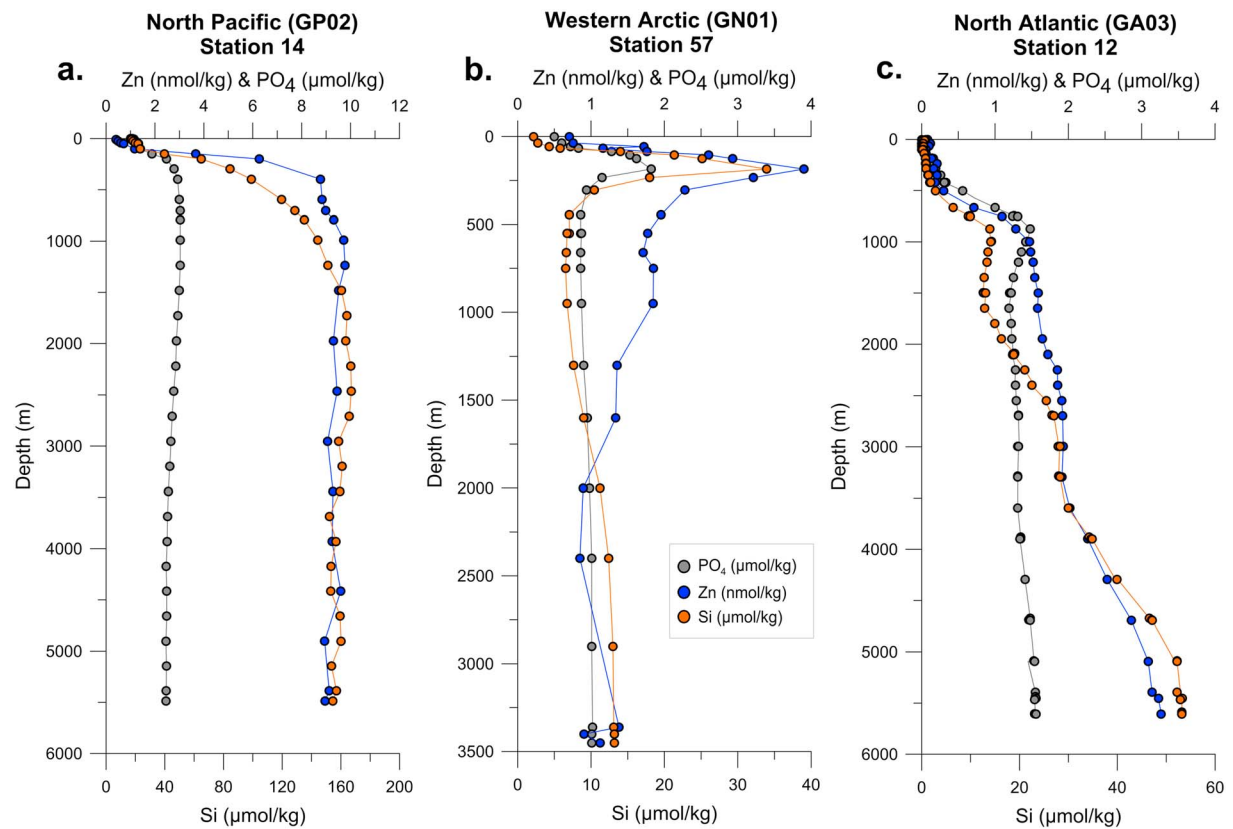 North Pacific (GP02)
Station 14
a.
Zn (nmol/kg) & PO4 (µmol/kg)
0 2 4 6 8 10 12
0
1000
2000
3000
4000
5000
6000
Depth (m)
0 40 80 120 160 200
Si (µmol/kg)
Western Arctic (GN01)
Station 57
b.
Zn (nmol/kg) & PO4 (µmol/kg)
0 1 2 3 4
0
500
1000
1500
2000
2500
3000
3500
Depth (m)
PO4 (µmol/kg)
Zn (nmol/kg)
Si (µmol/kg)
0 10 20 30 40
Si (µmol/kg)
North Atlantic (GA03)
Station 12
c.
Zn (nmol/kg) & PO4 (µmol/kg)
0 1 2 3 4
0
1000
2000
3000
4000
5000
6000
Depth (m)
0 20 40 60
Si (µmol/kg)